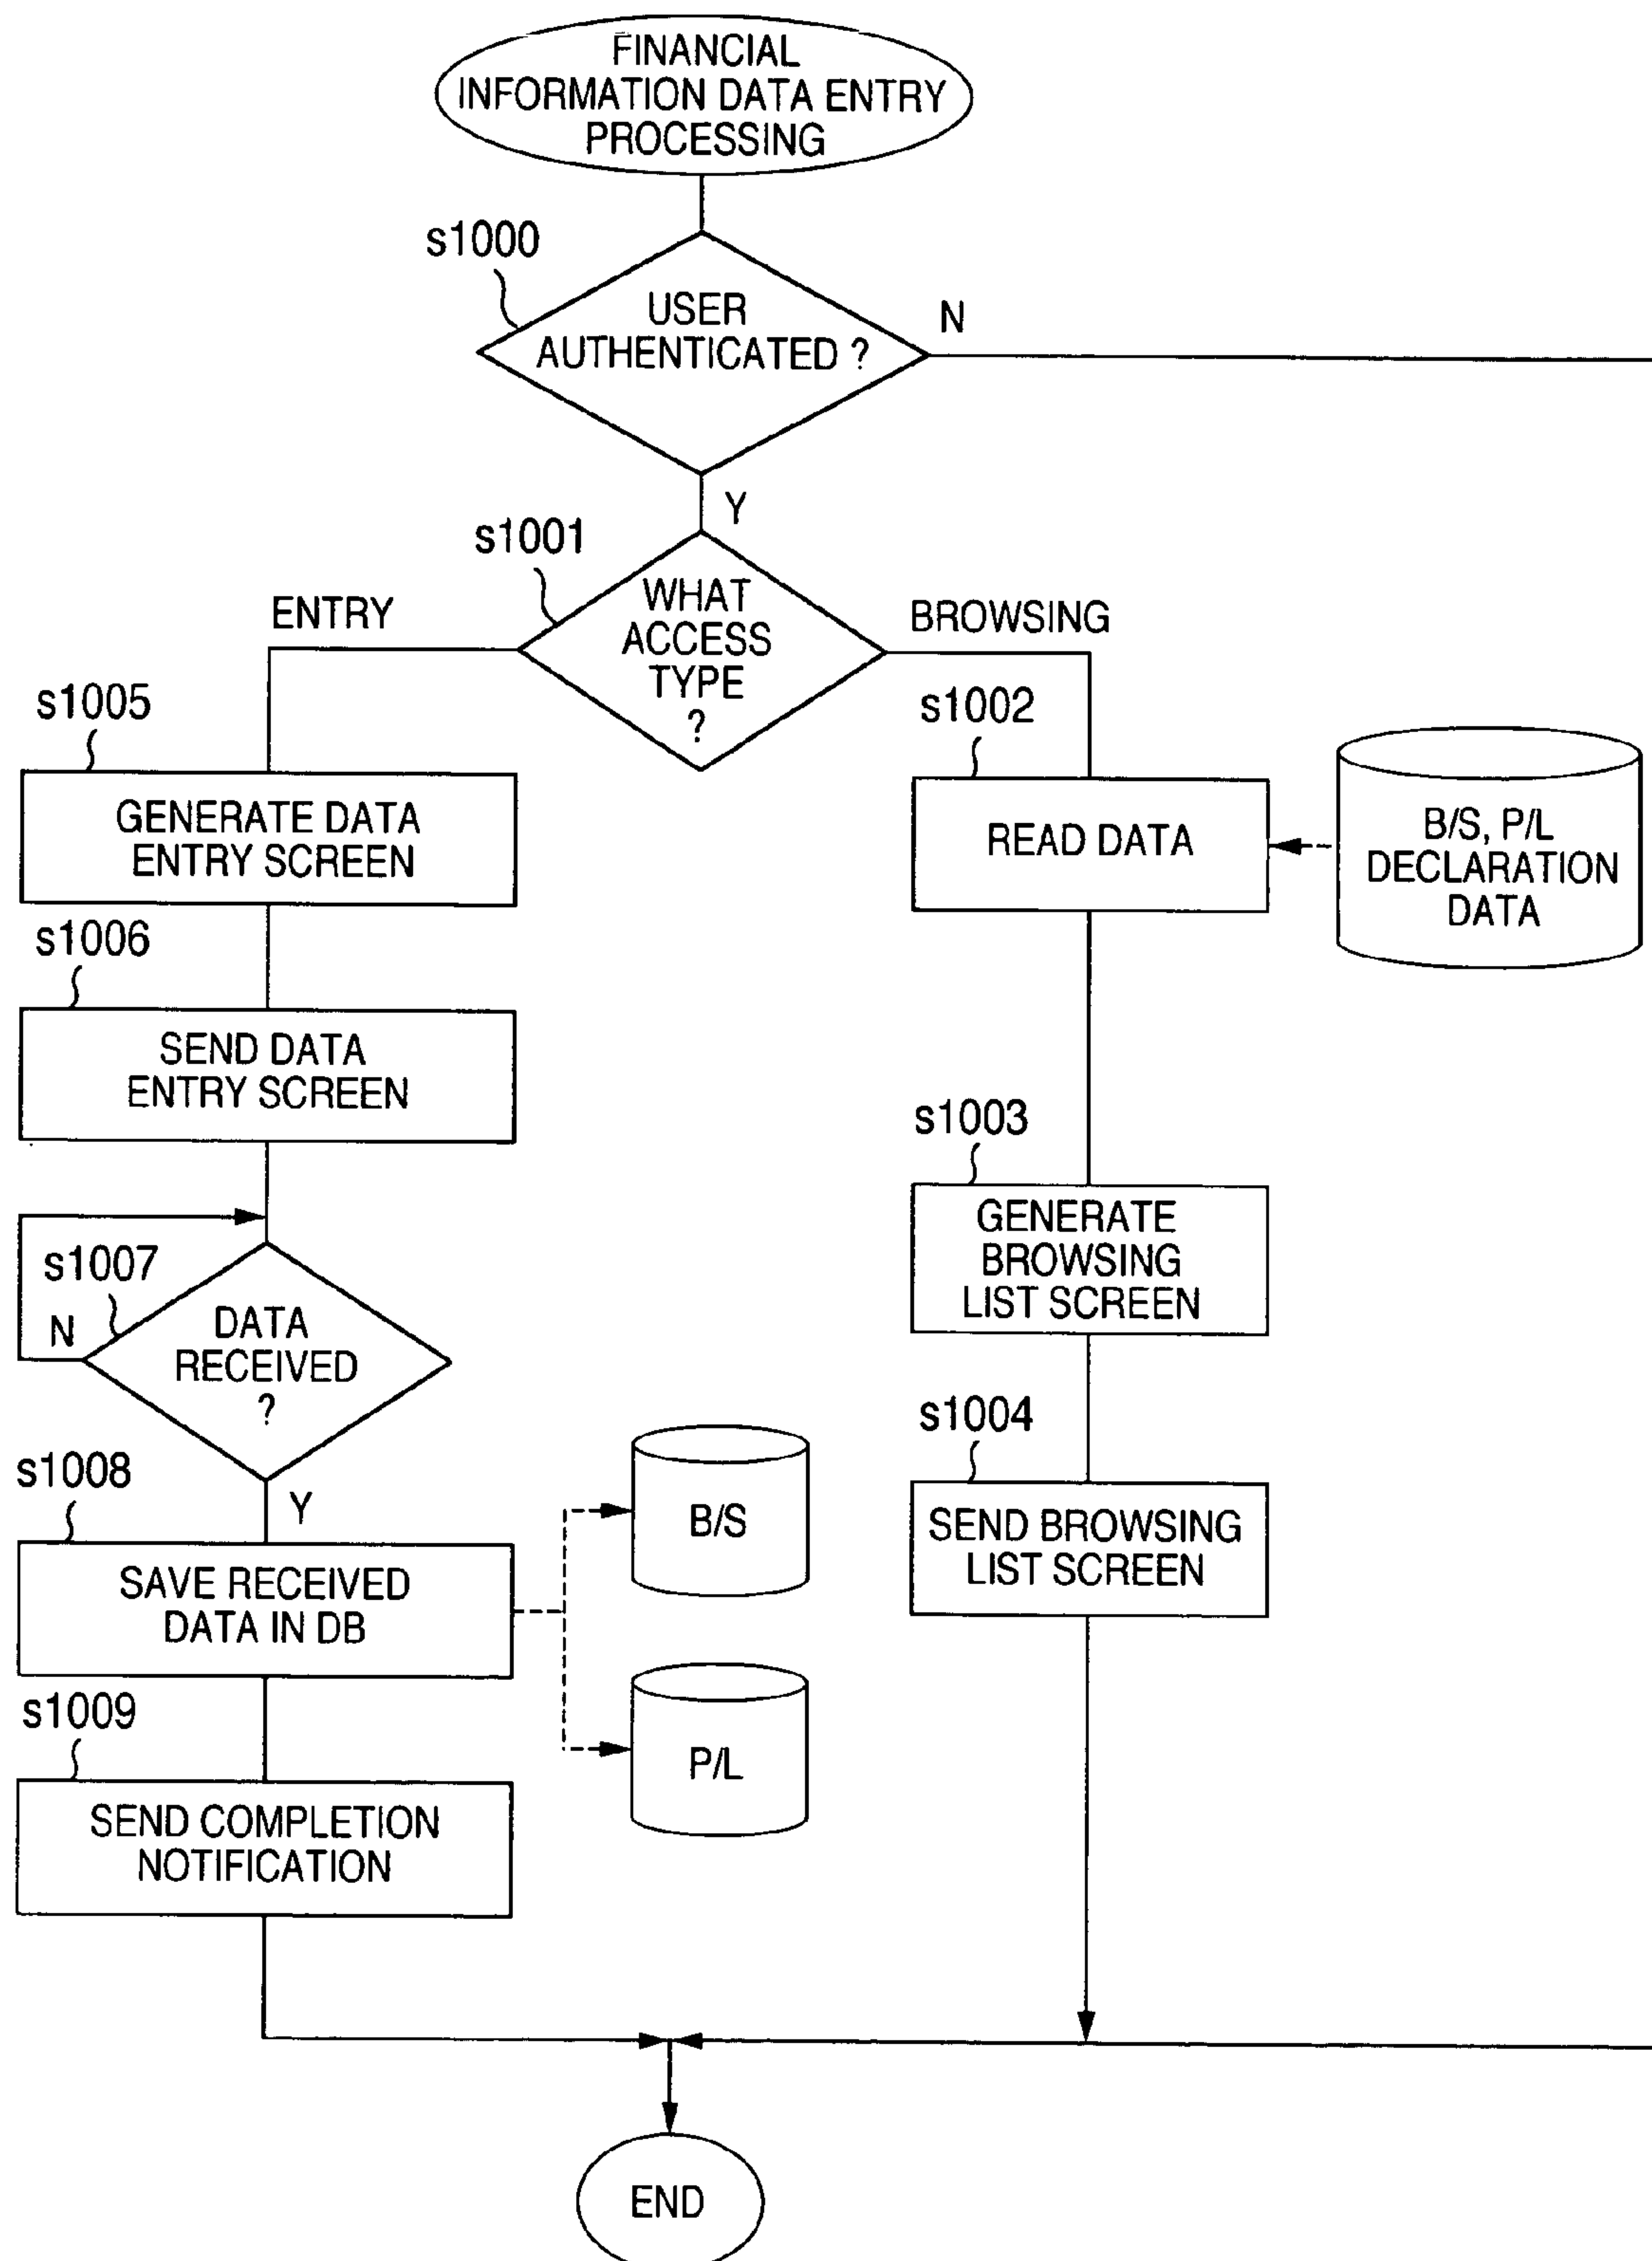 FINANCIAL
INFORMATION DATA ENTRY
PROCESSING
s1000
USER
AUTHENTICATED ?
N
Y
s1001
WHAT
ACCESS
TYPE
?
ENTRY
BROWSING
s1005
GENERATE DATA
ENTRY SCREEN
s1006
SEND DATA
ENTRY SCREEN
s1007
N
DATA
RECEIVED
?
Y
s1008
SAVE RECEIVED
DATA IN DB
B/S
P/L
s1009
SEND COMPLETION
NOTIFICATION
s1002
READ DATA
B/S, P/L
DECLARATION
DATA
s1003
GENERATE
BROWSING
LIST SCREEN
s1004
SEND BROWSING
LIST SCREEN
END